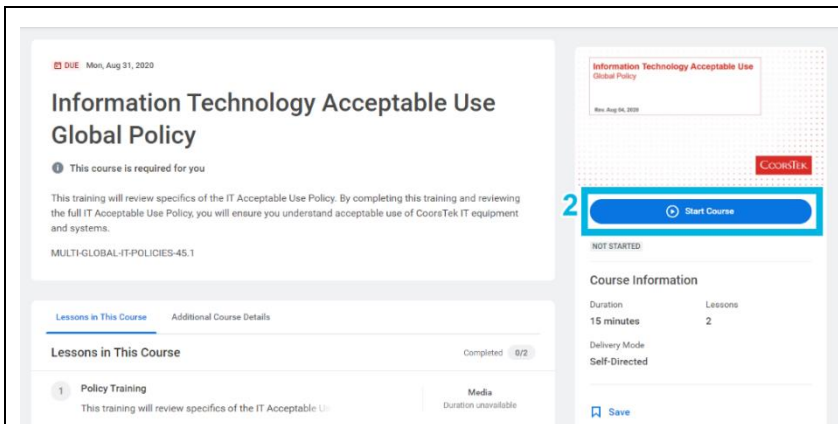 DUE Mon, Aug 31, 2020
Information Technology Acceptable Use
Global Policy
This course is required for you
This training will review specifics of the IT Acceptable Use Policy. By completing this training and reviewing
the full IT Acceptable Use Policy, you will ensure you understand acceptable use of CoorsTek IT equipment
and systems.
MULTI-GLOBAL-IT-POLICIES-45.1
Lessons in This Course Additional Course Details
Lessons in This Course Completed 0/2
1 Policy Training Media
This training will review specifics of the IT Acceptable Duration unavailable
Information Technology Acceptable Use
Global Policy
Rev. Aug 04, 2020
COORSTEK
2 Start Course
NOT STARTED
Course Information
Duration Lessons
15 minutes 2
Delivery Mode
Self-Directed
Save